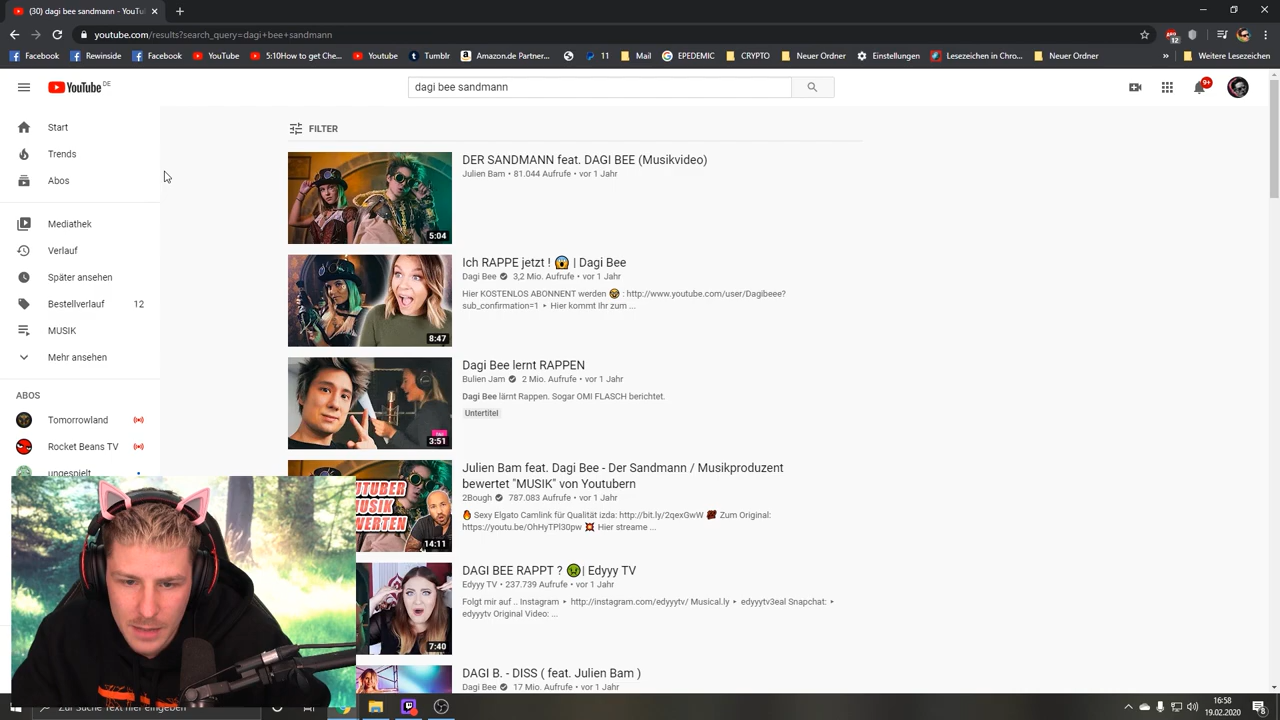 (30) dagi bee sandmann - YouTul
youtube.com/results?search_query=dagi+bee+sandmann
Facebook Rewinside Facebook YouTube 5:10How to get Che... YouTube Tumblr Amazon.de Partnern... 11 Mail EPEDEMIC CRYPTO Neuer Ordner Einstellungen Lesezeichen in Chro... Neuer Ordner » Weitere Lesezeichen
YouTube DE
dagi bee sandmann
9+
Start
Trends
Abos
Mediathek
Verlauf
Später ansehen
Bestellverlauf 12
MUSIK
Mehr ansehen
ABOS
Tomorrowland
Rocket Beans TV
ungespielt
FILTER
DER SANDMANN feat. DAGI BEE (Musikvideo)
Julien Bam • 81.044 Aufrufe • vor 1 Jahr
5:04
Ich RAPPE jetzt ! 😱 | Dagi Bee
Dagi Bee 3,2 Mio. Aufrufe • vor 1 Jahr
Hier KOSTENLOS ABONNENT werden 🤓 : http://www.youtube.com/user/Dagibeee?
sub_confirmation=1 ‣ Hier kommt Ihr zum ...
8:47
Dagi Bee lernt RAPPEN
Bulien Jam 2 Mio. Aufrufe • vor 1 Jahr
Dagi Bee lärnt Rappen. Sogar OMI FLASCH berichtet.
Untertitel
3:51
Julien Bam feat. Dagi Bee - Der Sandmann / Musikproduzent
bewertet "MUSIK" von Youtubern
2Bough 787.083 Aufrufe • vor 1 Jahr
🔥 Sexy Elgato Camlink für Qualität izda: http://bit.ly/2qexGwW Zum Original:
https://youtu.be/OhHyTPl30pw 💥 Hier streame ...
14:11
DAGI BEE RAPPT ? 🤢| Edyyy TV
Edyyy TV • 237.739 Aufrufe • vor 1 Jahr
Folgt mir auf .. Instagram ‣ http://instagram.com/edyyytv/ Musical.ly ‣ edyyytv3eal Snapchat: ‣
edyyytv Original Video: ...
7:40
DAGI B. - DISS ( feat. Julien Bam )
Dagi Bee 17 Mio. Aufrufe • vor 1 Jahr
16:58
19.02.2020